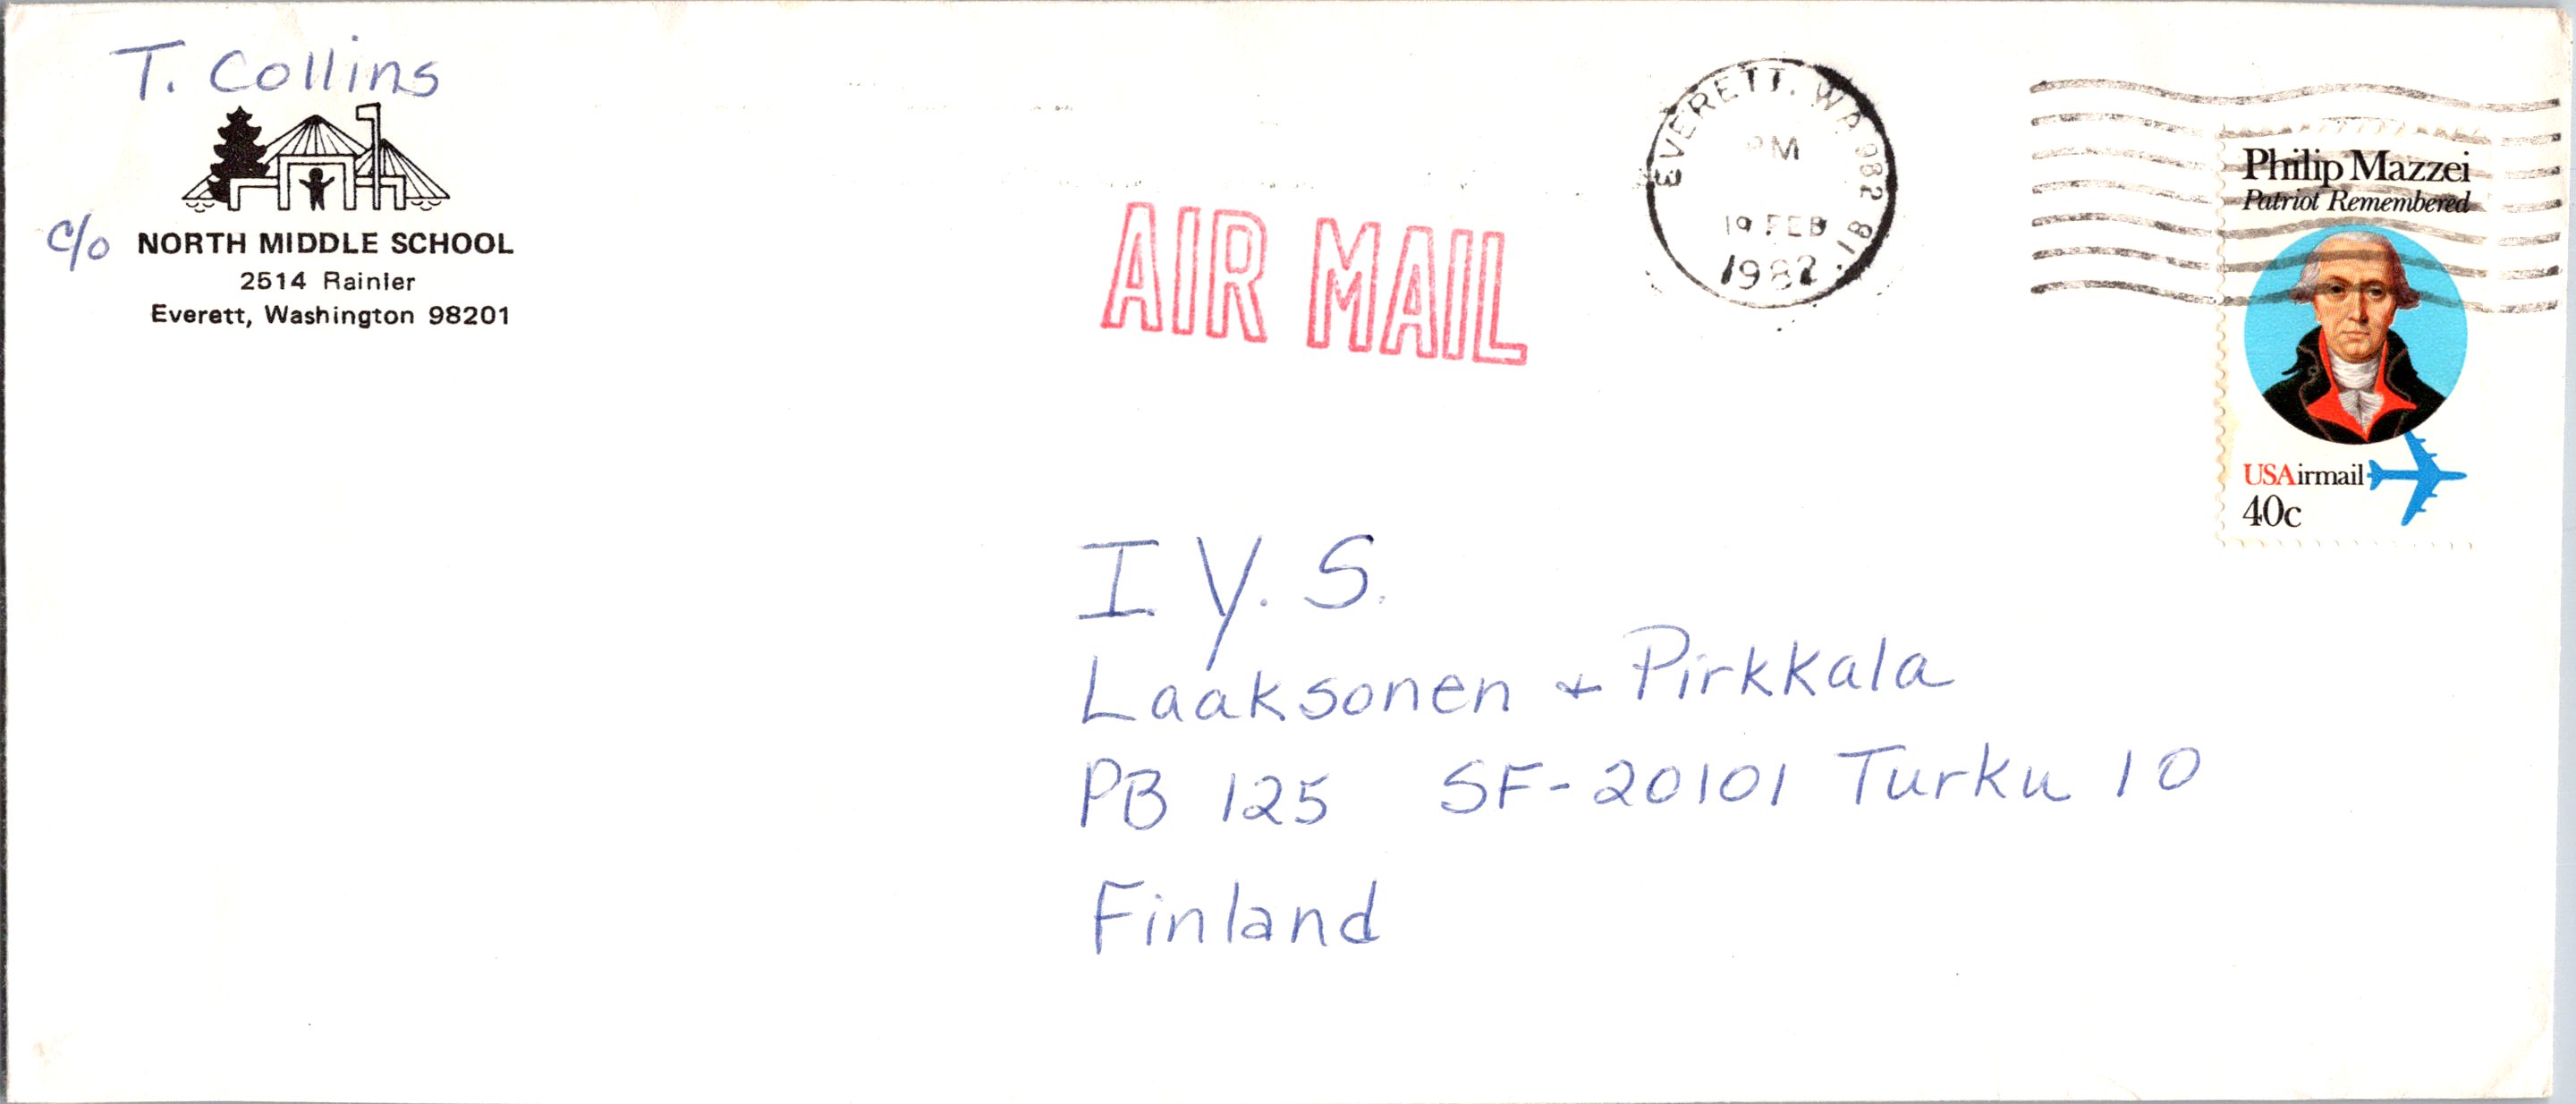 T. Collins
c/o NORTH MIDDLE SCHOOL
2514 Rainier
Everett, Washington 98201
AIR MAIL
EVERETT, WA 982 81
PM
19 FEB
1982
Philip Mazzei
Patriot Remembered
USAirmail
40c
I. Y. S.
Laaksonen + Pirkkala
PB 125 SF-20101 Turku 10
Finland